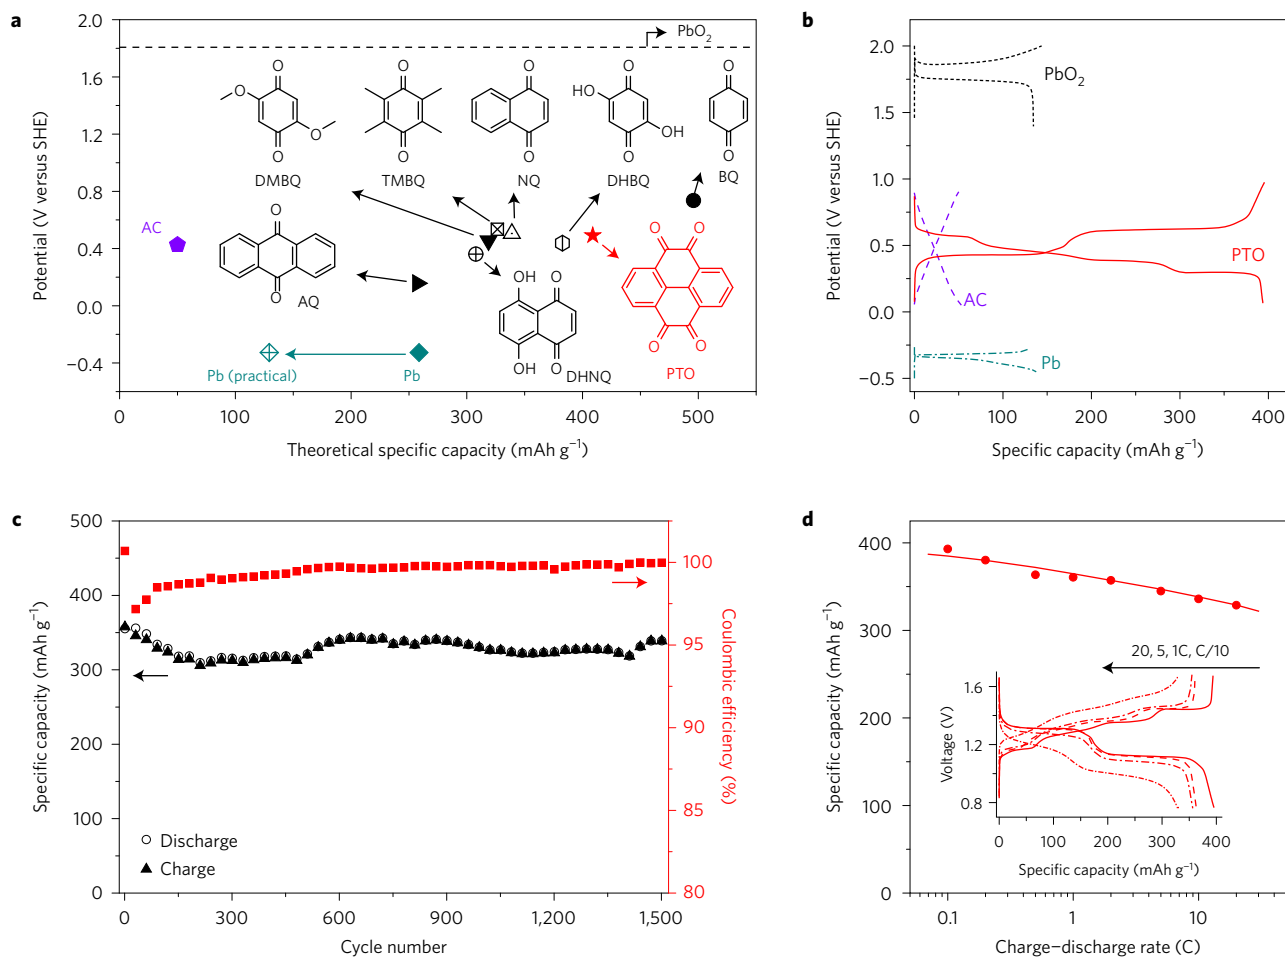 a
2.0
1.6
1.2
0.8
0.4
0.0
−0.4
Potential (V versus SHE)
PbO2
O
O
O
O
DMBQ
O
O
TMBQ
O
O
NQ
O
O
HO
OH
DHBQ
O
O
BQ
AC
O
O
AQ
OH
O
OH
O
DHNQ
O
O
O
O
PTO
Pb (practical)
Pb
0
100
200
300
400
500
Theoretical specific capacity (mAh g−1)
b
2.0
1.5
1.0
0.5
0.0
−0.5
Potential (V versus SHE)
PbO2
PTO
AC
Pb
0
100
200
300
400
Specific capacity (mAh g−1)
c
500
400
300
200
100
0
Specific capacity (mAh g−1)
100
95
90
85
80
Coulombic efficiency (%)
Discharge
Charge
0
300
600
900
1,200
1,500
Cycle number
d
400
300
200
100
0
Specific capacity (mAh g−1)
20, 5, 1C, C/10
1.6
1.2
0.8
Voltage (V)
0
100
200
300
400
Specific capacity (mAh g−1)
0.1
1
10
Charge−discharge rate (C)